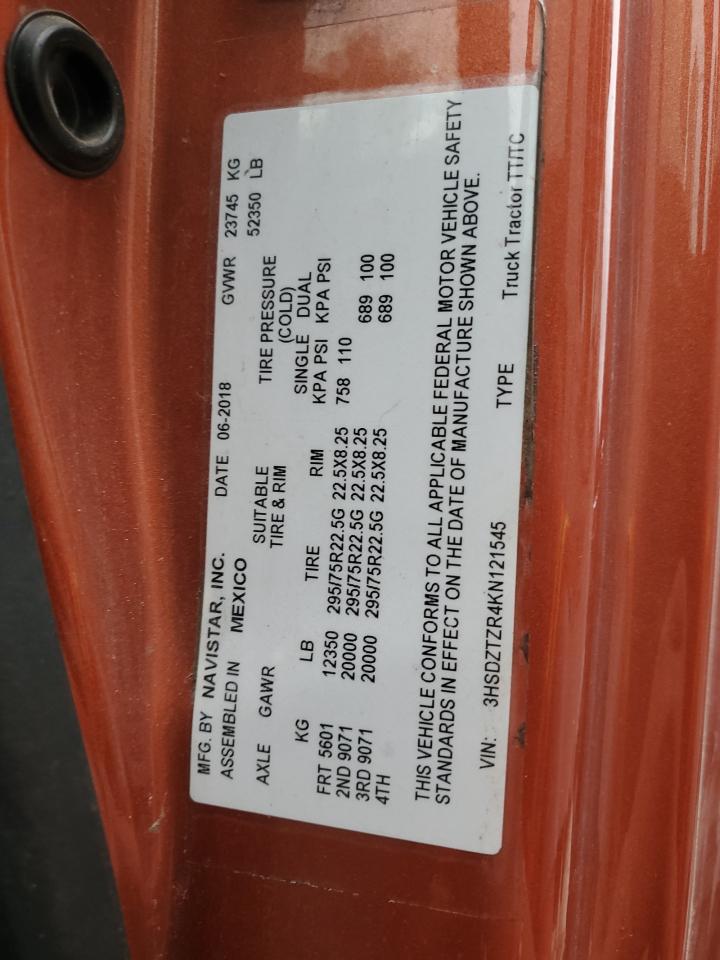 MFG. BY NAVISTAR, INC. DATE 06-2018 GVWR 23745 KG
ASSEMBLED IN MEXICO 52350 LB
AXLE GAWR SUITABLE TIRE PRESSURE
TIRE & RIM (COLD)
SINGLE DUAL
KG LB TIRE RIM KPA PSI KPA PSI
FRT 5601 12350 295/75R22.5G 22.5X8.25 758 110
2ND 9071 20000 295/75R22.5G 22.5X8.25 689 100
3RD 9071 20000 295/75R22.5G 22.5X8.25 689 100
4TH
THIS VEHICLE CONFORMS TO ALL APPLICABLE FEDERAL MOTOR VEHICLE SAFETY
STANDARDS IN EFFECT ON THE DATE OF MANUFACTURE SHOWN ABOVE.
VIN: 3HSDZTZR4KN121545 TYPE Truck Tractor TT/TC